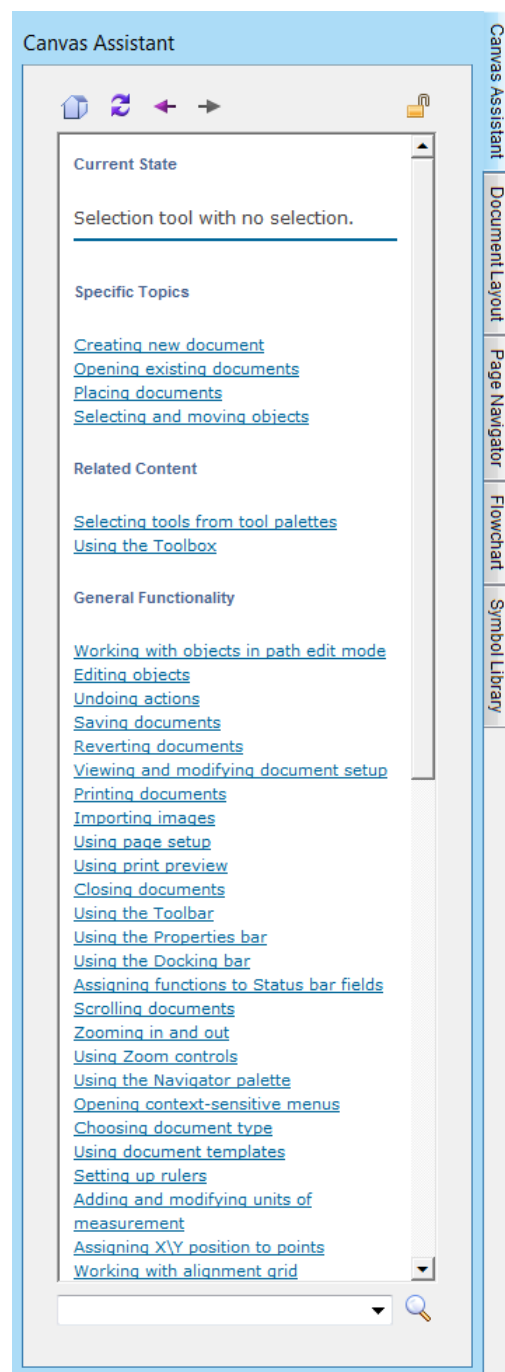 Canvas Assistant
Current State
Selection tool with no selection.
Specific Topics
Creating new document
Opening existing documents
Placing documents
Selecting and moving objects
Related Content
Selecting tools from tool palettes
Using the Toolbox
General Functionality
Working with objects in path edit mode
Editing objects
Undoing actions
Saving documents
Reverting documents
Viewing and modifying document setup
Printing documents
Importing images
Using page setup
Using print preview
Closing documents
Using the Toolbar
Using the Properties bar
Using the Docking bar
Assigning functions to Status bar fields
Scrolling documents
Zooming in and out
Using Zoom controls
Using the Navigator palette
Opening context-sensitive menus
Choosing document type
Using document templates
Setting up rulers
Adding and modifying units of
measurement
Assigning X\Y position to points
Working with alignment grid
Canvas Assistant
Document Layout
Page Navigator
Flowchart
Symbol Library